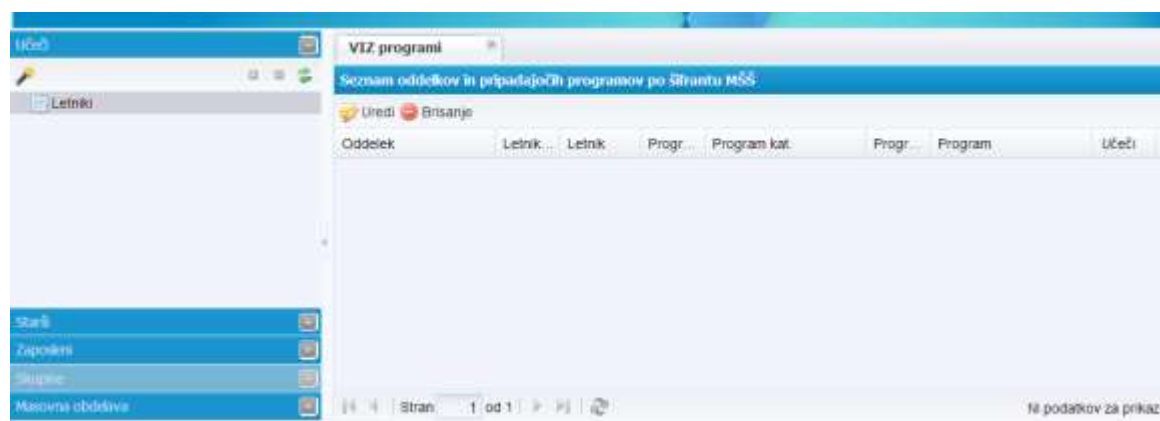 Učeči
VIZ programi
Seznam oddelkov in pripadajočih programov po šifrantu MŠŠ
Letniki
Uredi Brisanje
Oddelek Letnik... Letnik Progr... Program kat. Progr... Program Učeči
Starši
Zaposleni
Skupine
Masovna obdelava
Stran 1 od 1
Ni podatkov za prikaz